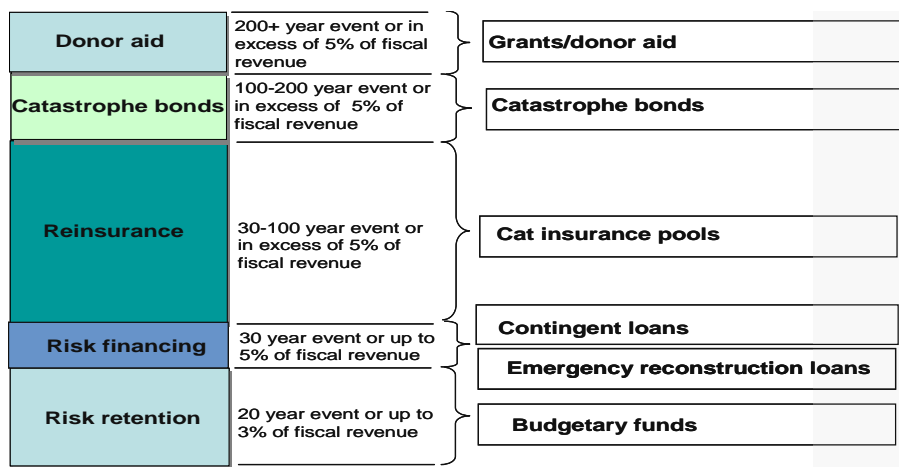 Donor aid
200+ year event or in
excess of 5% of fiscal
revenue
Grants/donor aid
Catastrophe bonds
100-200 year event or
in excess of 5% of
fiscal revenue
Catastrophe bonds
Reinsurance
30-100 year event or
in excess of 5% of
fiscal revenue
Cat insurance pools
Risk financing
30 year event or up to
5% of fiscal revenue
Contingent loans
Emergency reconstruction loans
Risk retention
20 year event or up to
3% of fiscal revenue
Budgetary funds